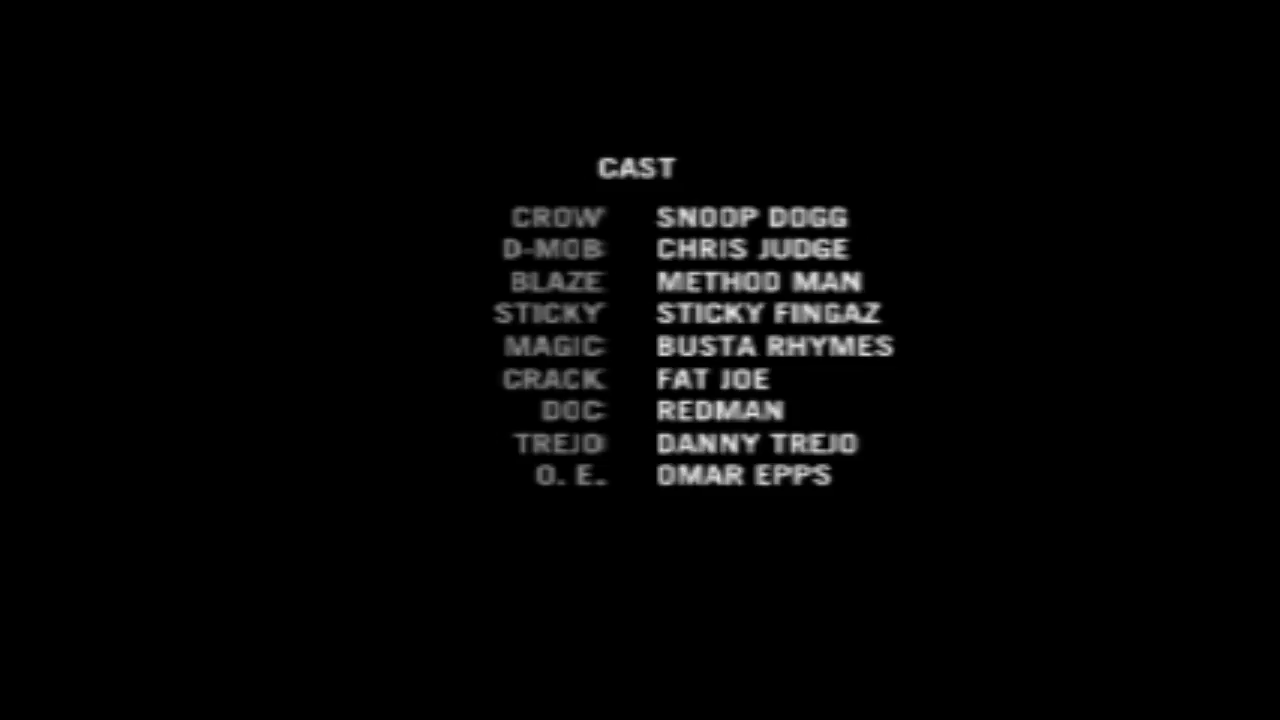 CAST
CROW SNOOP DOGG
D-MOB CHRIS JUDGE
BLAZE METHOD MAN
STICKY STICKY FINGAZ
MAGIC BUSTA RHYMES
CRACK FAT JOE
DOC REDMAN
TREJO DANNY TREJO
O. E. OMAR EPPS